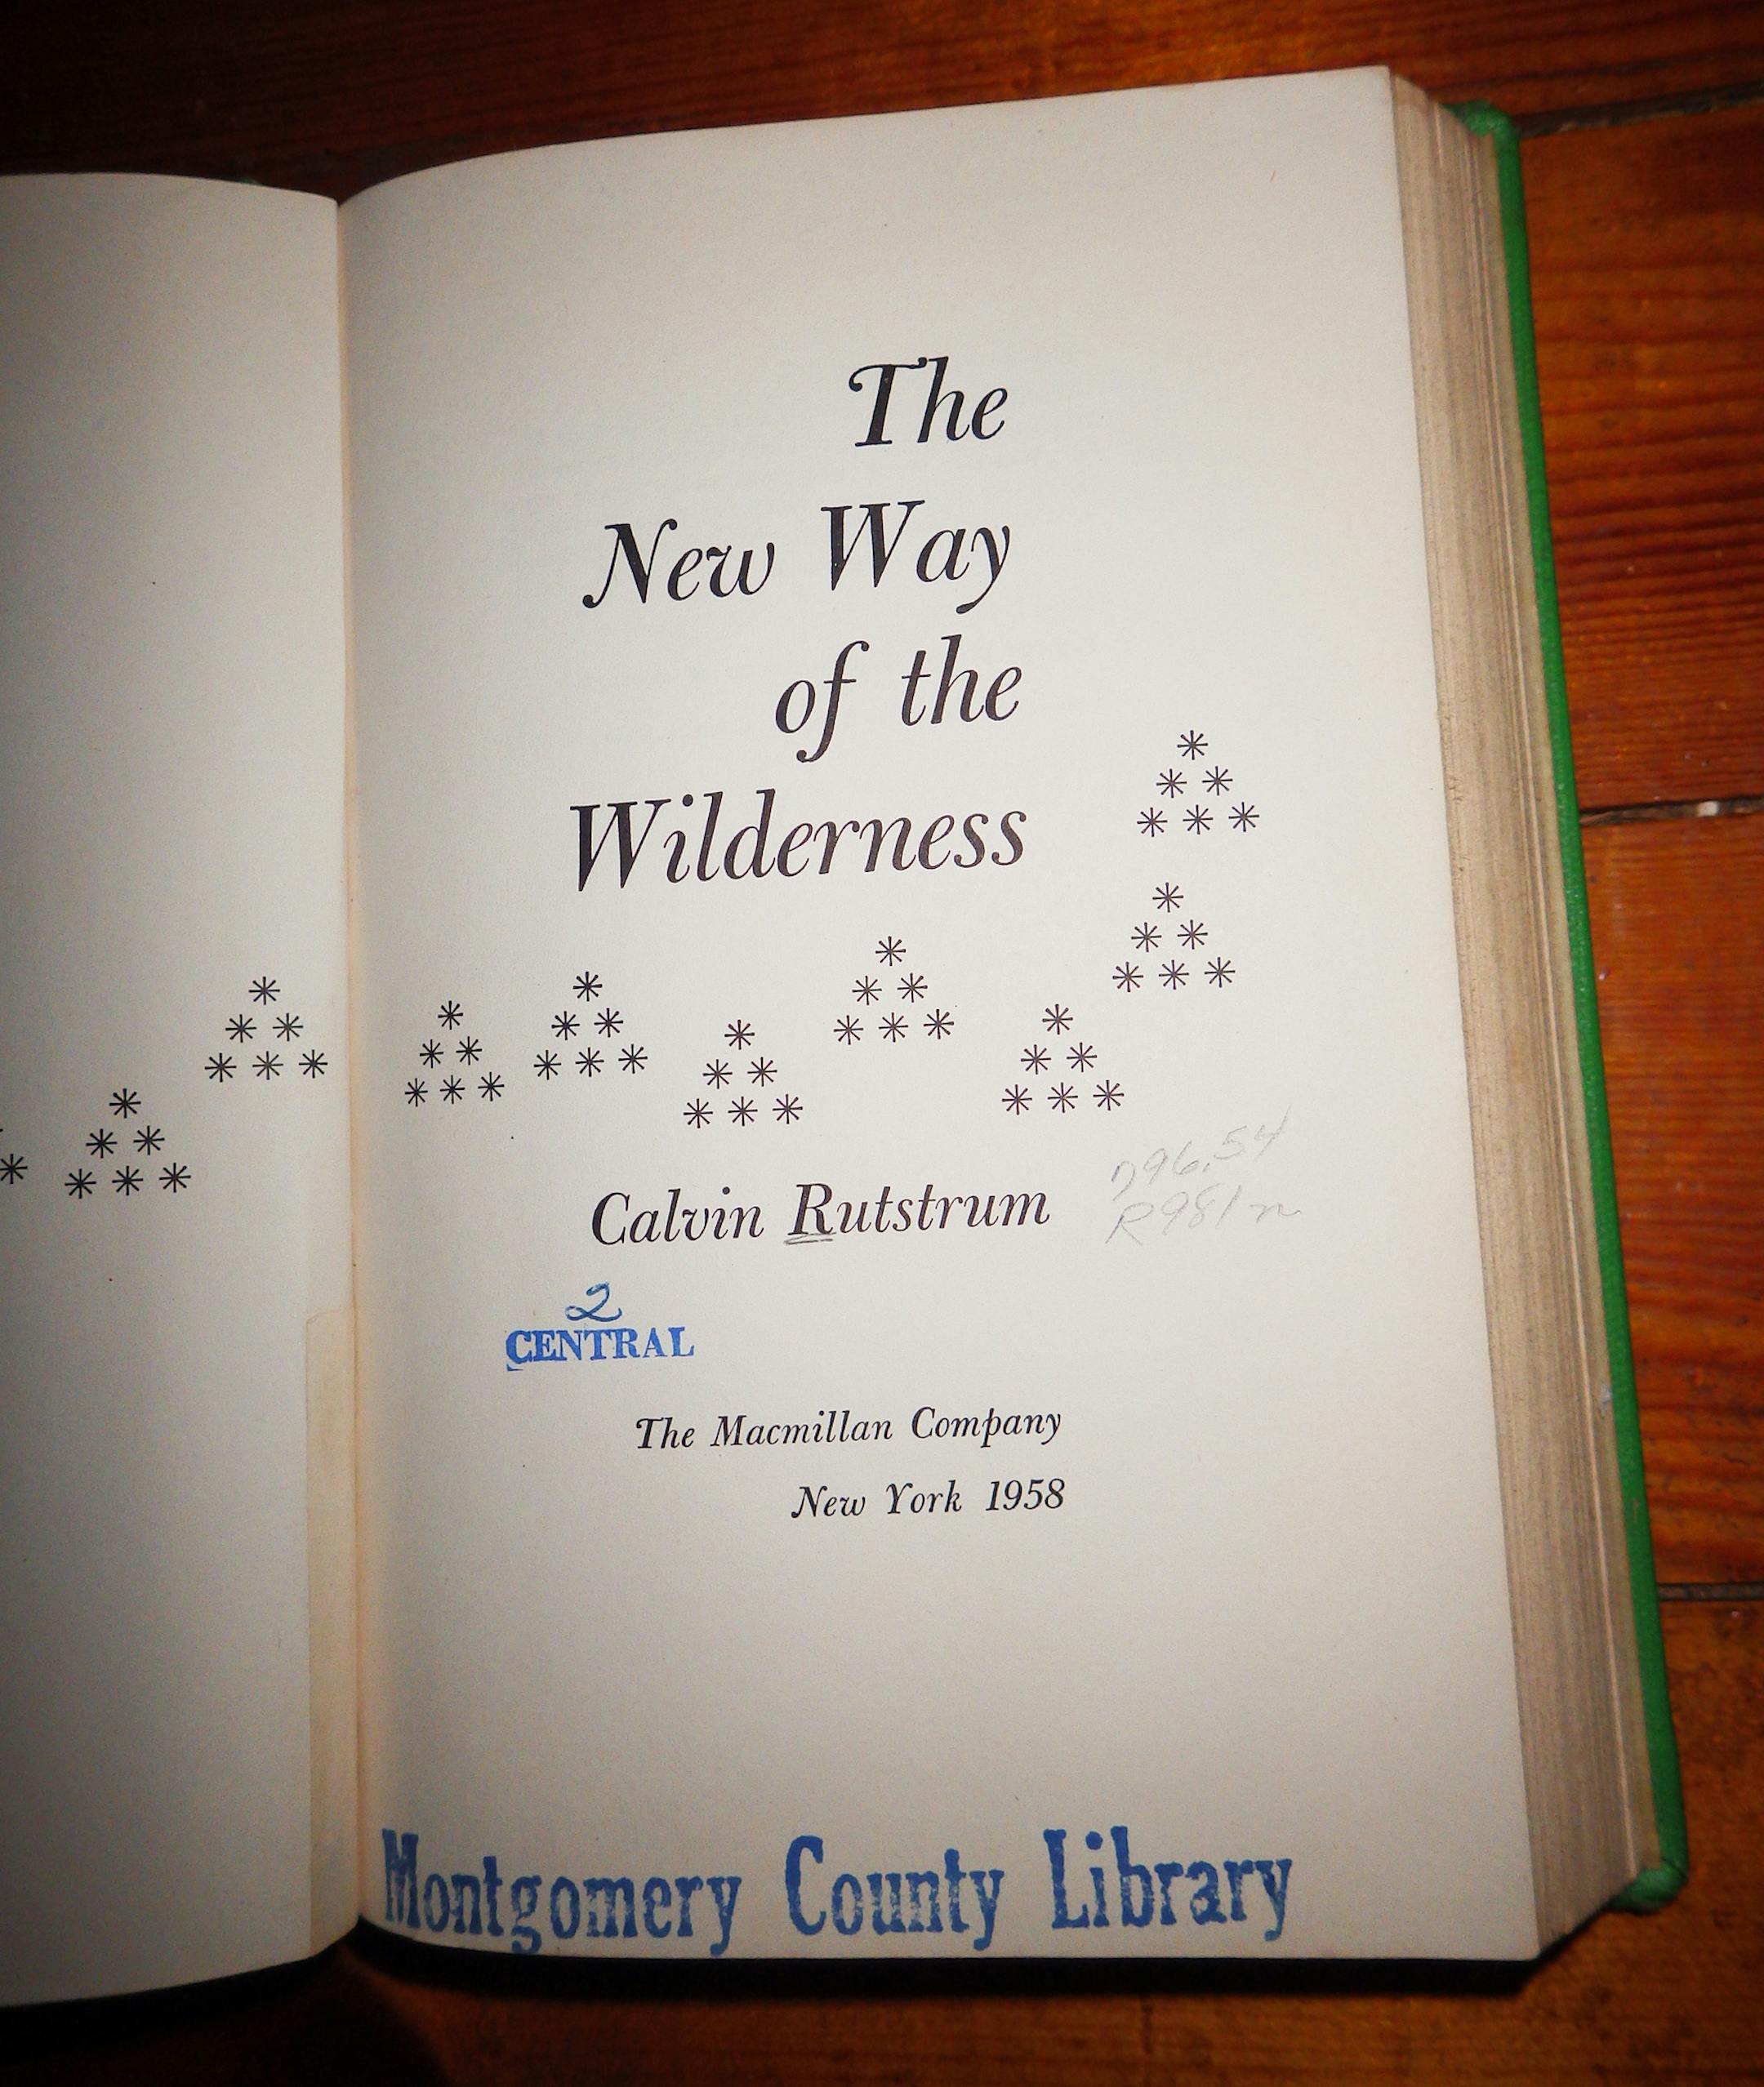 The
New Way
of the
Wilderness
796.54
R981n
Calvin Rutstrum
2
CENTRAL
The Macmillan Company
New York 1958
Montgomery County Library